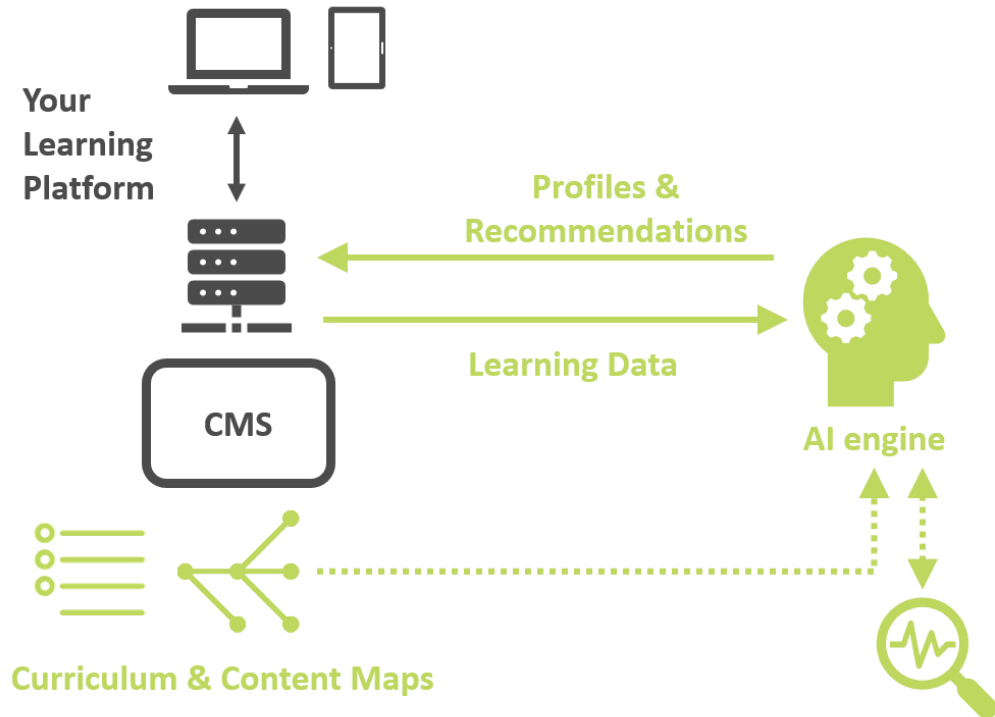 Your
Learning
Platform
Profiles &
Recommendations
Learning Data
CMS
AI engine
Curriculum & Content Maps